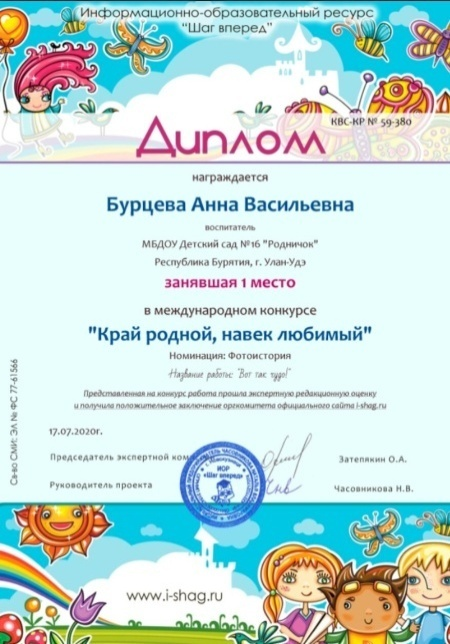 Информационно-образовательный ресурс
"Шаг вперед"
КВС-КР № 59-380
Диплом
награждается
Бурцева Анна Васильевна
воспитатель
МБДОУ Детский сад №16 "Родничок"
Республика Бурятия, г. Улан-Удэ
занявшая 1 место
в международном конкурсе
"Край родной, навек любимый"
Номинация: Фотоистория
Название работы: "Вот так чудо!"
Представленная на конкурс работа прошла экспертную редакционную оценку
и получила положительное заключение оргкомитета официального сайта i-shag.ru
Св-во СМИ: ЭЛ № ФС 77-61566
17.07.2020г.
Председатель экспертной Затепякин О.А.
Руководитель проекта Часовникова Н.В.
ИОР
«Шаг вперед»
www.i-shag.ru